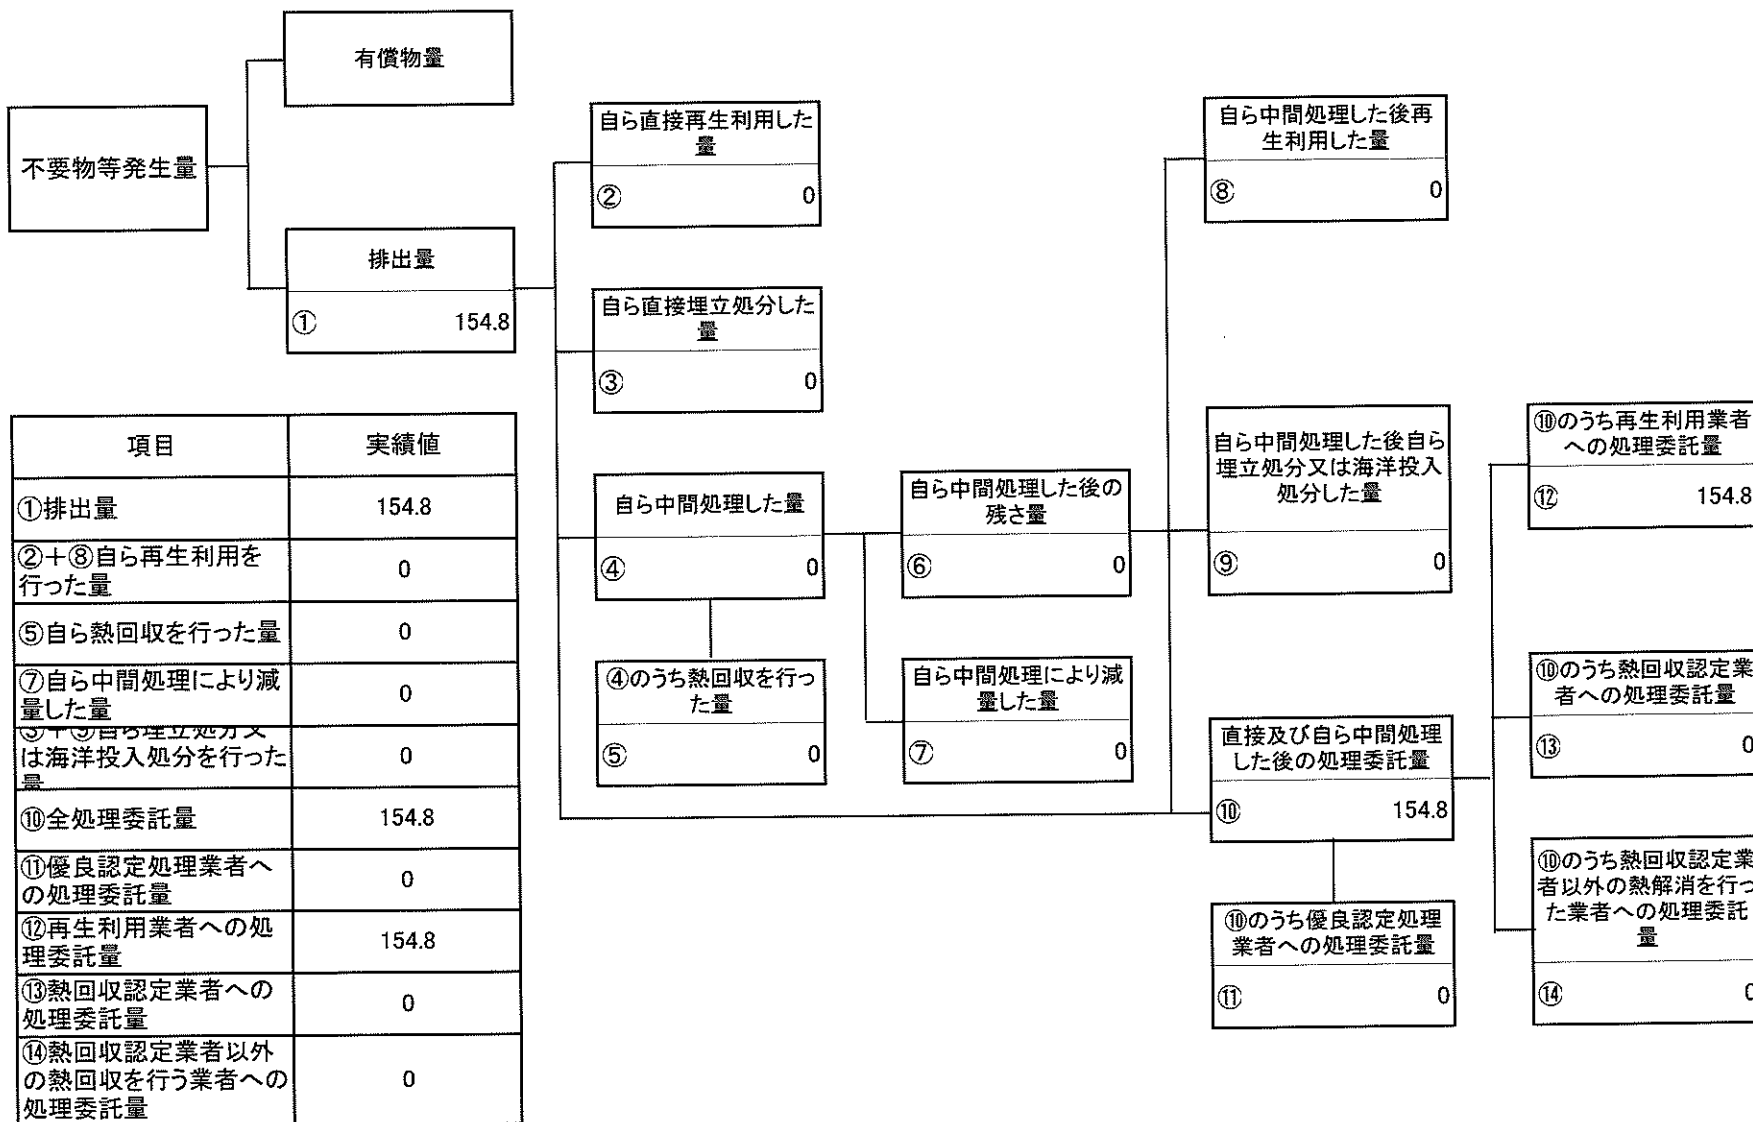 有償物量
不要物等発生量
排出量
① 154.8
自ら直接再生利用した
量
② 0
自ら直接埋立処分した
量
③ 0
自ら中間処理した量
④ 0
④のうち熱回収を行っ
た量
⑤ 0
自ら中間処理した後の
残さ量
⑥ 0
自ら中間処理により減
量した量
⑦ 0
自ら中間処理した後再
生利用した量
⑧ 0
自ら中間処理した後自ら
埋立処分又は海洋投入
処分した量
⑨ 0
直接及び自ら中間処理
した後の処理委託量
⑩ 154.8
⑩のうち優良認定処理
業者への処理委託量
⑪ 0
⑩のうち再生利用業者
への処理委託量
⑫ 154.8
⑩のうち熱回収認定業
者への処理委託量
⑬ 0
⑩のうち熱回収認定業
者以外の熱解消を行っ
た業者への処理委託
量
⑭ 0
項目 実績値
①排出量 154.8
②+⑧自ら再生利用を
行った量 0
⑤自ら熱回収を行った量 0
⑦自ら中間処理により減
量した量 0
③+⑨自ら埋立処分又
は海洋投入処分を行った
量 0
⑩全処理委託量 154.8
⑪優良認定処理業者へ
の処理委託量 0
⑫再生利用業者への処
理委託量 154.8
⑬熱回収認定業者への
処理委託量 0
⑭熱回収認定業者以外
の熱回収を行う業者への
処理委託量 0